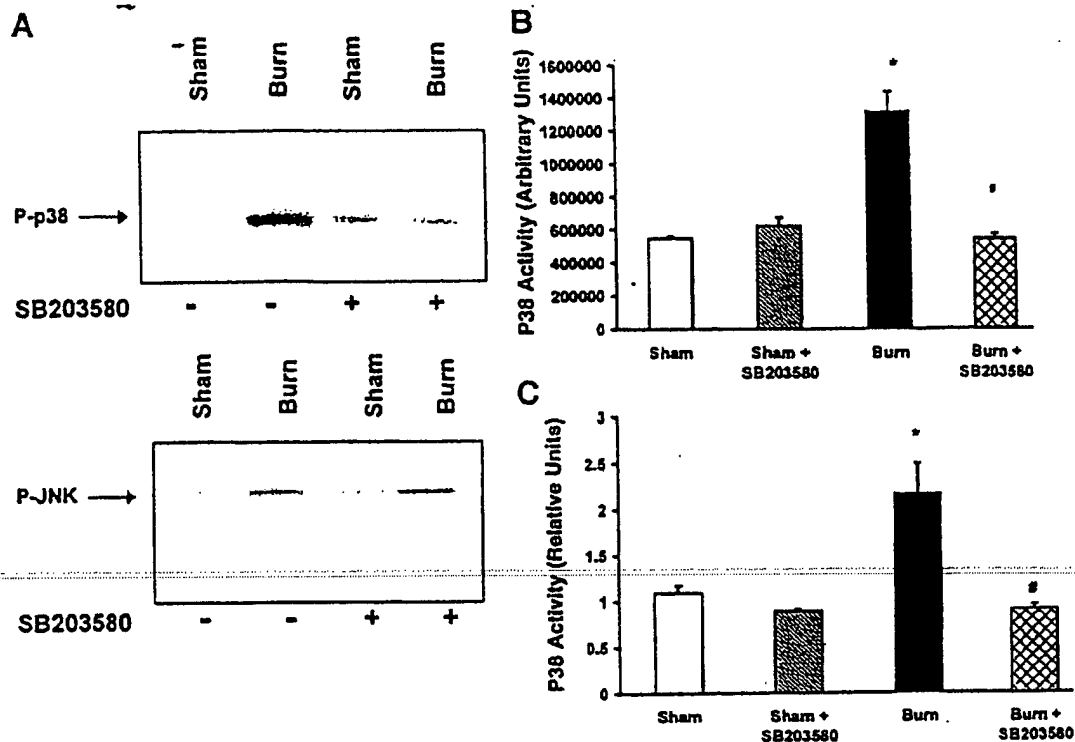 A
Sham
Burn
Sham
Burn
P-p38
SB203580 - - + +
Sham
Burn
Sham
Burn
P-JNK
SB203580 - - + +
B
P38 Activity (Arbitrary Units)
1600000
1400000
1200000
1000000
800000
600000
400000
200000
0
*
#
Sham
Sham +
SB203580
Burn
Burn +
SB203580
C
P38 Activity (Relative Units)
3
2.5
2
1.5
1
0.5
0
*
#
Sham
Sham +
SB203580
Burn
Burn +
SB203580